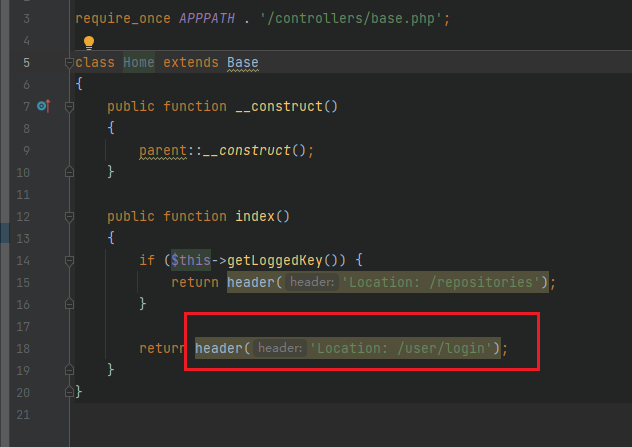 3 require_once APPPATH . '/controllers/base.php';
4
5 class Home extends Base
6 {
7 public function __construct()
8 {
9 parent::__construct();
10 }
11
12 public function index()
13 {
14 if ($this->getLoggedKey()) {
15 return header( header: 'Location: /repositories');
16 }
17
18 return header( header: 'Location: /user/login');
19 }
20 }
21